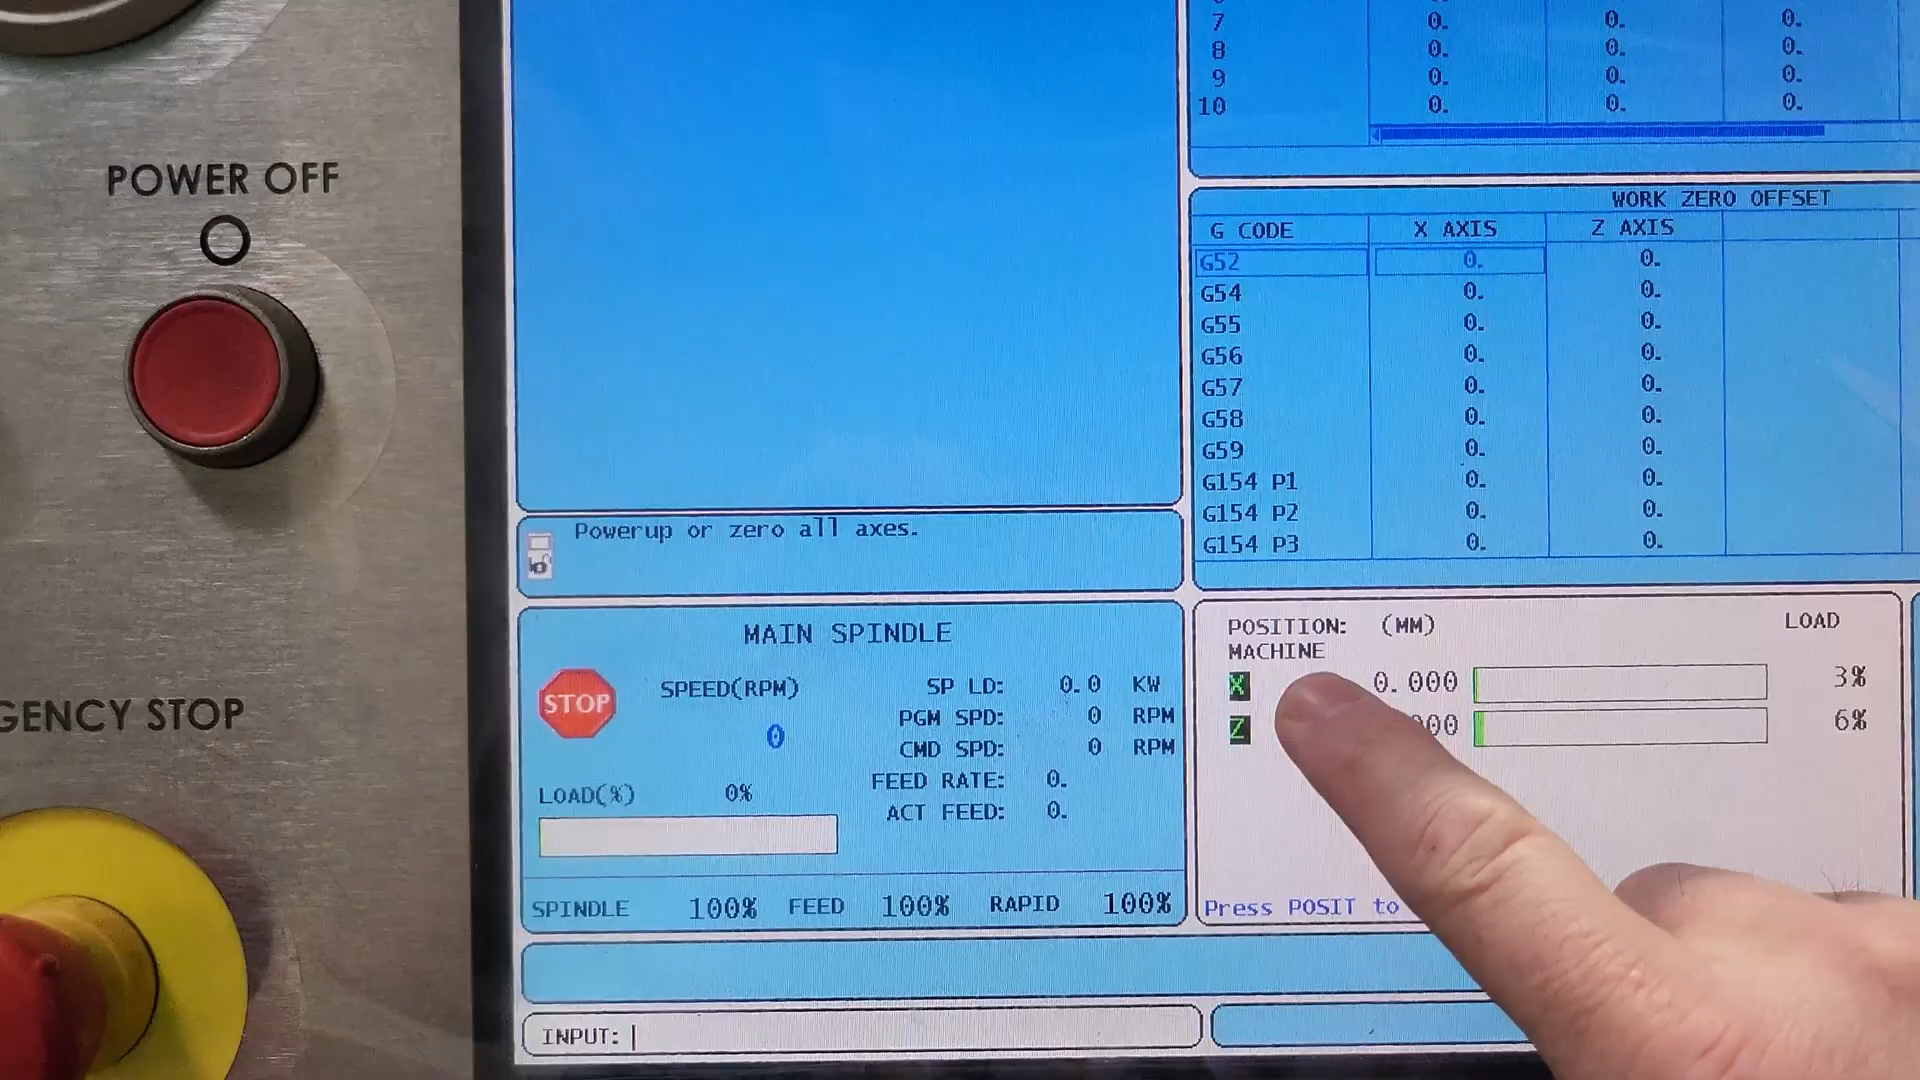 POWER OFF
GENCY STOP
7 0. 0. 0.
8 0. 0. 0.
9 0. 0. 0.
10 0. 0. 0.
WORK ZERO OFFSET
G CODE X AXIS Z AXIS
G52 0. 0.
G54 0. 0.
G55 0. 0.
G56 0. 0.
G57 0. 0.
G58 0. 0.
G59 0. 0.
G154 P1 0. 0.
G154 P2 0. 0.
G154 P3 0. 0.
Powerup or zero all axes.
MAIN SPINDLE
STOP
SPEED(RPM)
0
SP LD: 0.0 KW
PGM SPD: 0 RPM
CMD SPD: 0 RPM
FEED RATE: 0.
ACT FEED: 0.
LOAD(%) 0%
SPINDLE 100% FEED 100% RAPID 100%
POSITION: (MM) LOAD
MACHINE
X 0.000 3%
Z 000 6%
Press POSIT to
INPUT: